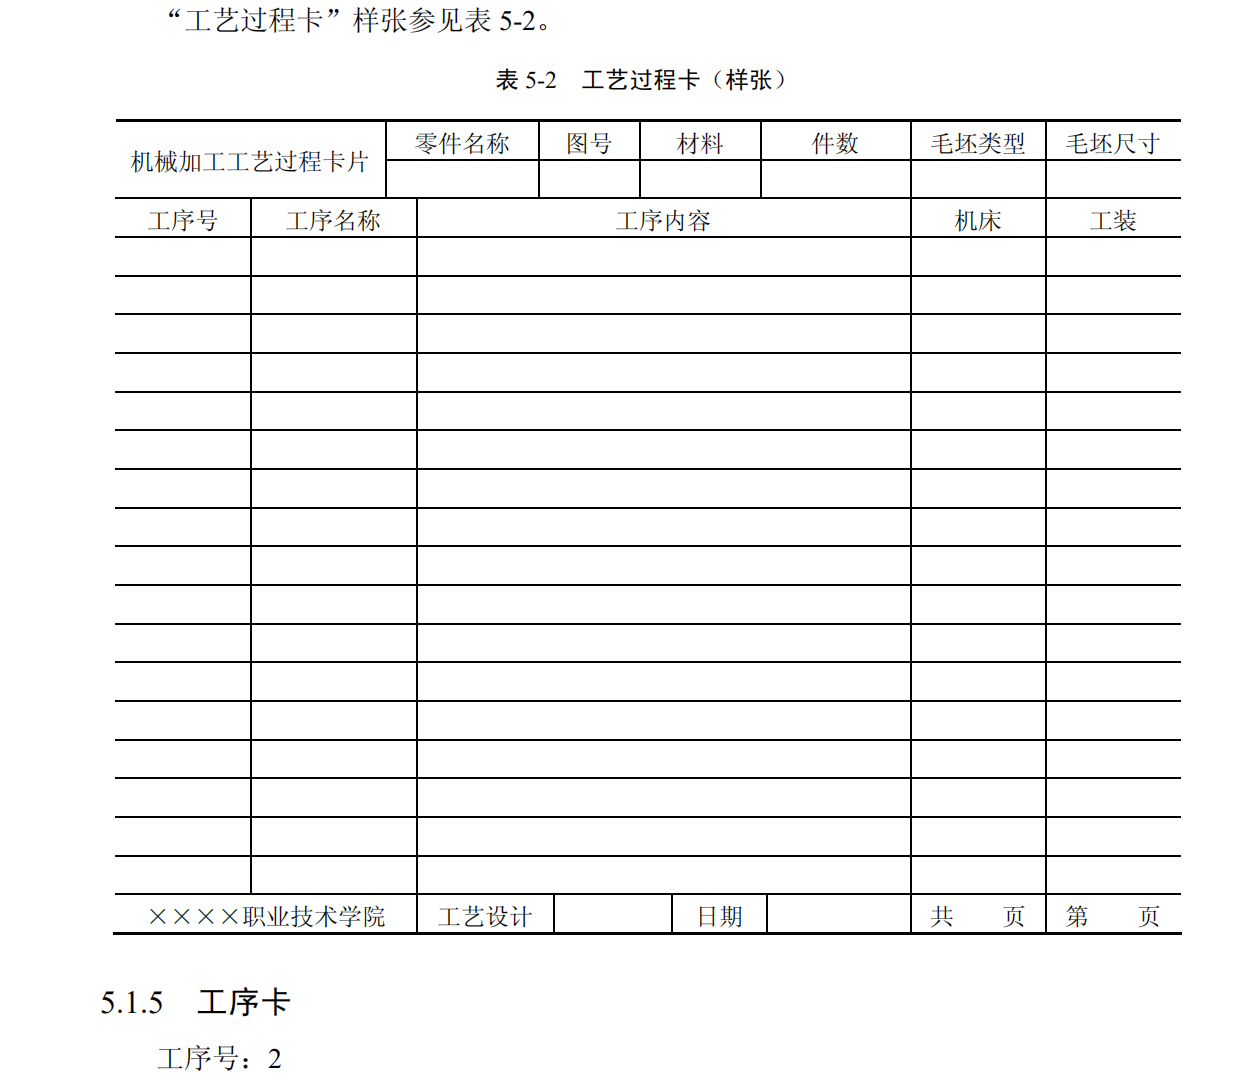 “工艺过程卡”样张参见表 5-2。
表 5-2 工艺过程卡（样张）
机械加工工艺过程卡片 零件名称 图号 材料 件数 毛坯类型 毛坯尺寸
工序号 工序名称 工序内容 机床 工装
××××职业技术学院 工艺设计 日期 共 页 第 页
5.1.5 工序卡
工序号：2